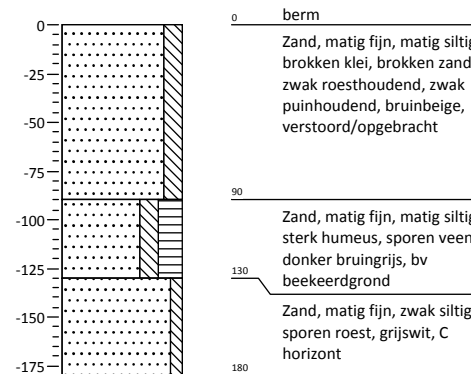 0
-25
-50
-75
-100
-125
-150
-175
0
berm
Zand, matig fijn, matig siltig
brokken klei, brokken zand
zwak roesthoudend, zwak
puinhoudend, bruinbeige,
verstoord/opgebracht
90
Zand, matig fijn, matig siltig
sterk humeus, sporen veen
donker bruingrijs, bv
beekeerdgrond
130
Zand, matig fijn, zwak siltig
sporen roest, grijswit, C
horizont
180